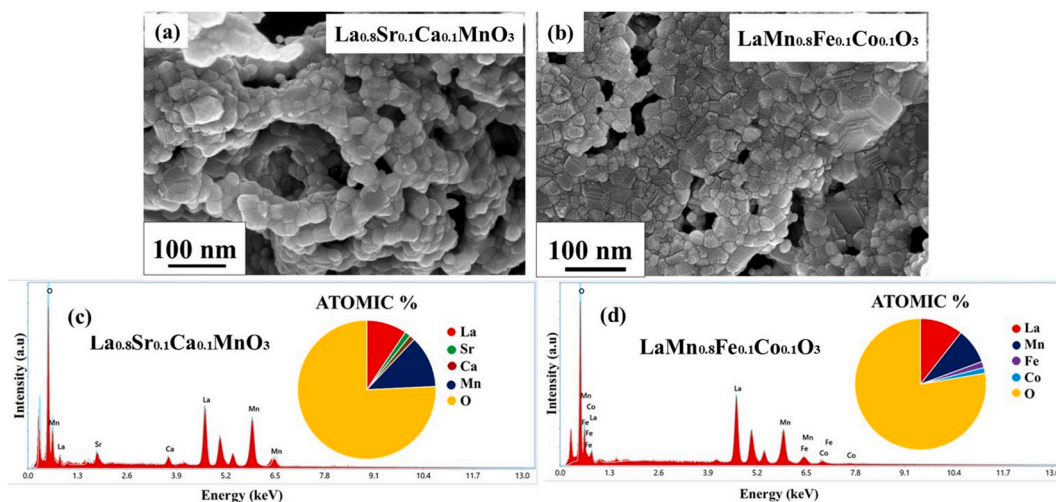 (a)
La0.8Sr0.1Ca0.1MnO3
100 nm
(b)
LaMn0.8Fe0.1Co0.1O3
100 nm
(c)
La0.8Sr0.1Ca0.1MnO3
ATOMIC %
La
Sr
Ca
Mn
O
Intensity (a.u)
O
Mn
La
Sr
Ca
La
Mn
Mn
0.0 1.3 2.6 3.9 5.2 6.5 7.8 9.1 10.4 11.7 13.0
Energy (keV)
(d)
LaMn0.8Fe0.1Co0.1O3
ATOMIC %
La
Mn
Fe
Co
O
Intensity (a.u)
O
Mn
Co
La
Fe
Fe
Fe
La
Mn
Mn
Fe
Fe
Co
Co
0.0 1.3 2.6 3.9 5.2 6.5 7.8 9.1 10.4 11.7 13.0
Energy (keV)